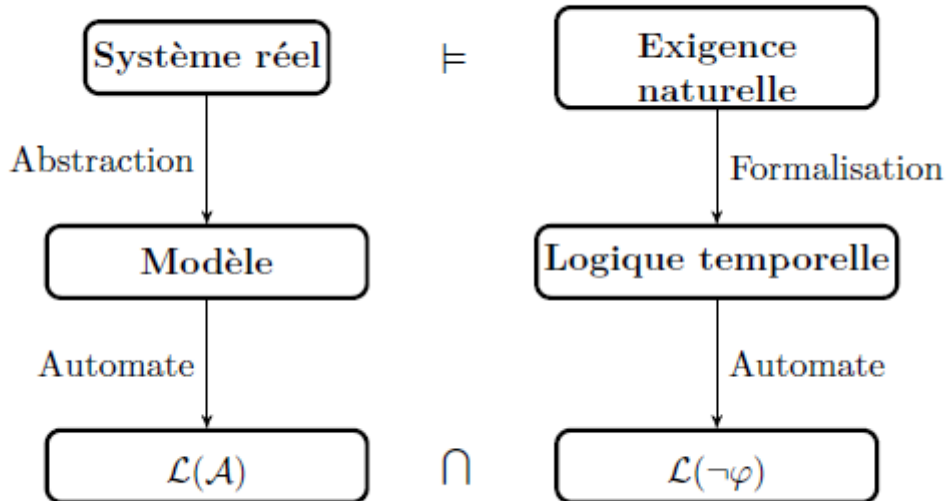 Système réel
⊨
Exigence
naturelle
Abstraction
Formalisation
Modèle
Logique temporelle
Automate
Automate
ℒ(𝒜)
⋂
ℒ(¬φ)